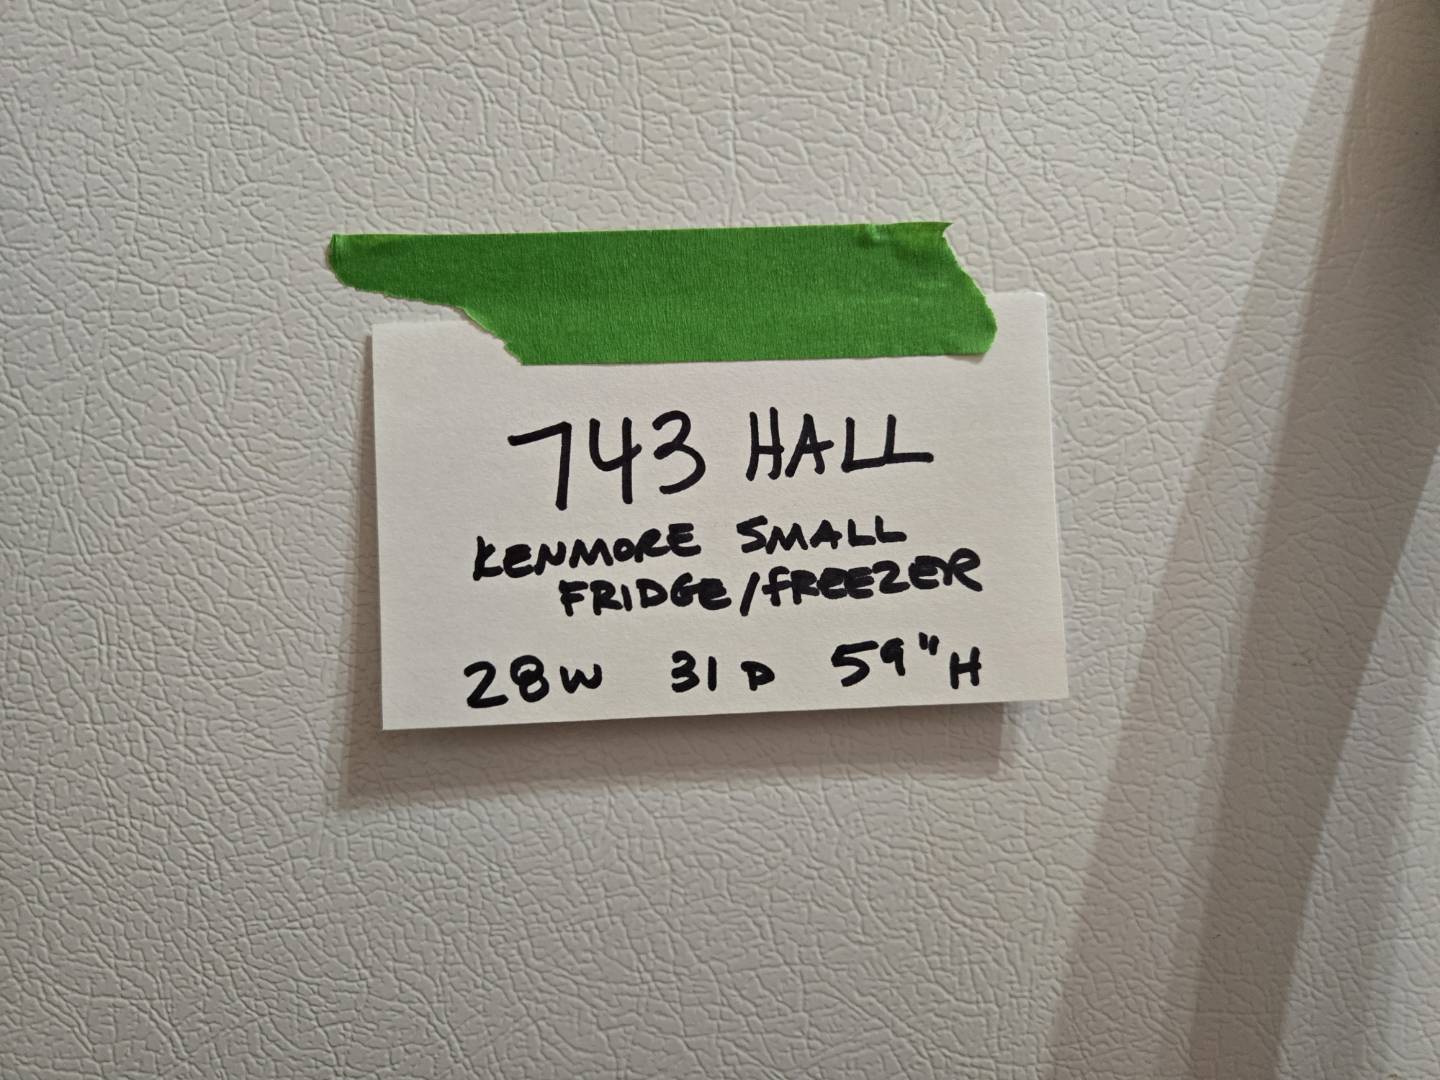 743 HALL
KENMORE SMALL
FRIDGE/FREEZER
28W 31D 59"H